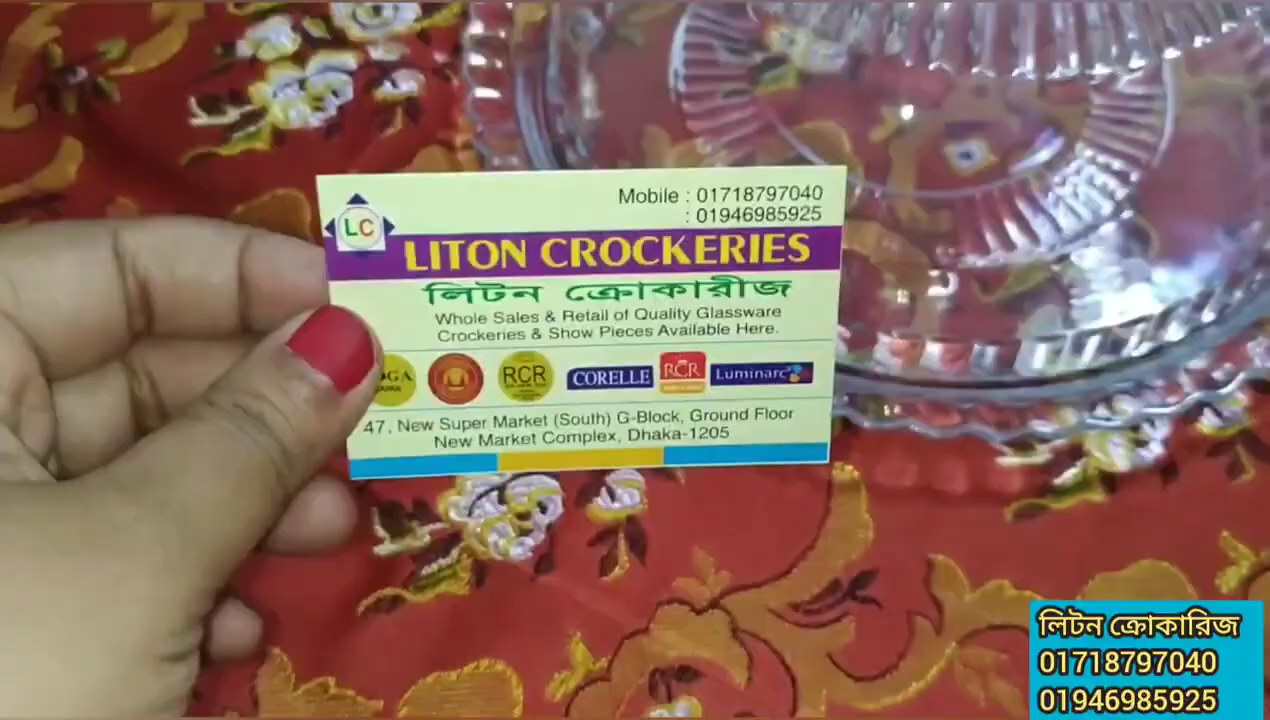 Mobile : 01718797040
: 01946985925
LC
LITON CROCKERIES
লিটন ক্রোকারীজ
Whole Sales & Retail of Quality Glassware
Crockeries & Show Pieces Available Here.
RCR CORELLE RCR Luminarc
47, New Super Market (South) G-Block, Ground Floor
New Market Complex, Dhaka-1205
লিটন ক্রোকারিজ
01718797040
01946985925